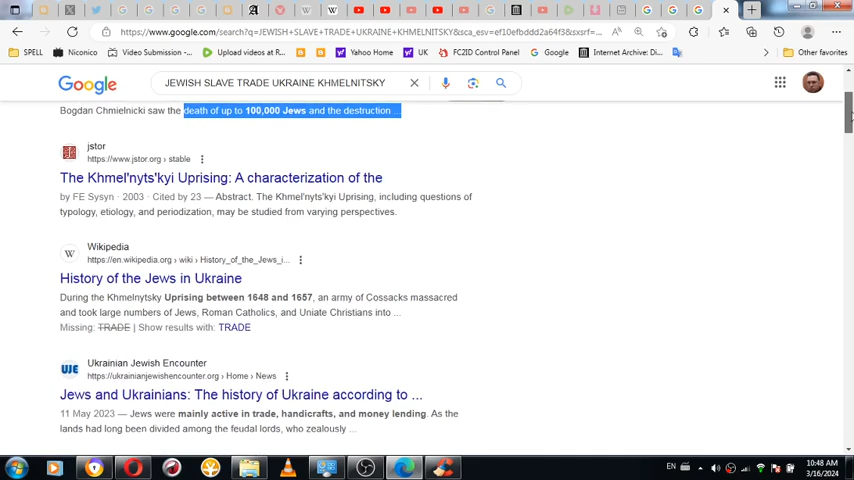 https://www.google.com/search?q=JEWISH+SLAVE+TRADE+UKRAINE+KHMELNITSKY&sca_esv=ef10efbddd2a64f3&sxsrf=...
SPELL Niconico Video Submission -... Upload videos at R... Blogger Yahoo Home UK FC2ID Control Panel Google Internet Archive: Di... Other favorites
Google JEWISH SLAVE TRADE UKRAINE KHMELNITSKY
Bogdan Chmielnicki saw the death of up to 100,000 Jews and the destruction ...
jstor
https://www.jstor.org › stable
The Khmel'nyts'kyi Uprising: A characterization of the
by FE Sysyn · 2003 · Cited by 23 — Abstract. The Khmel'nyts'kyi Uprising, including questions of
typology, etiology, and periodization, may be studied from varying perspectives.
Wikipedia
https://en.wikipedia.org › wiki › History_of_the_Jews_i...
History of the Jews in Ukraine
During the Khmelnytsky Uprising between 1648 and 1657, an army of Cossacks massacred
and took large numbers of Jews, Roman Catholics, and Uniate Christians into ...
Missing: TRADE | Show results with: TRADE
UJE
Ukrainian Jewish Encounter
https://ukrainianjewishencounter.org › Home › News
Jews and Ukrainians: The history of Ukraine according to ...
11 May 2023 — Jews were mainly active in trade, handicrafts, and money lending. As the
lands had long been divided among the feudal lords, who zealously ...
EN
10:48 AM
3/16/2024